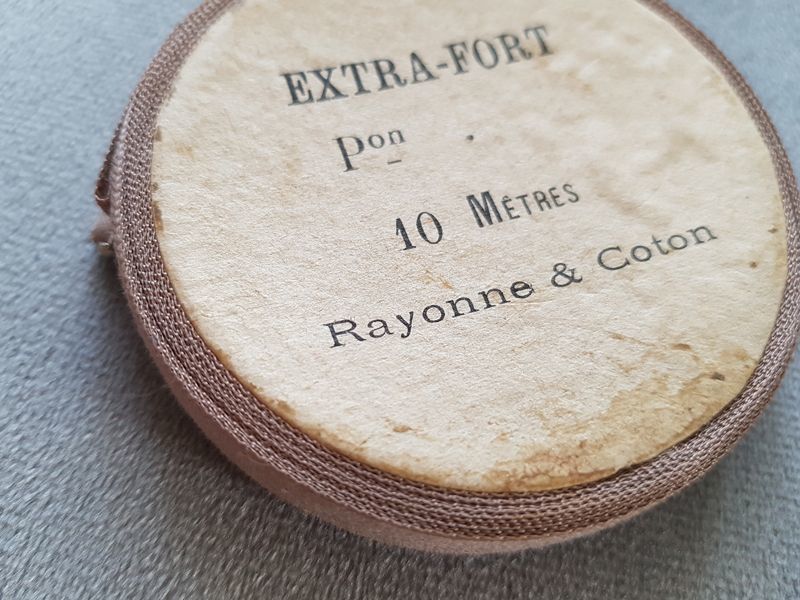 EXTRA-FORT
Pon .
10 MÈTRES
Rayonne & Coton